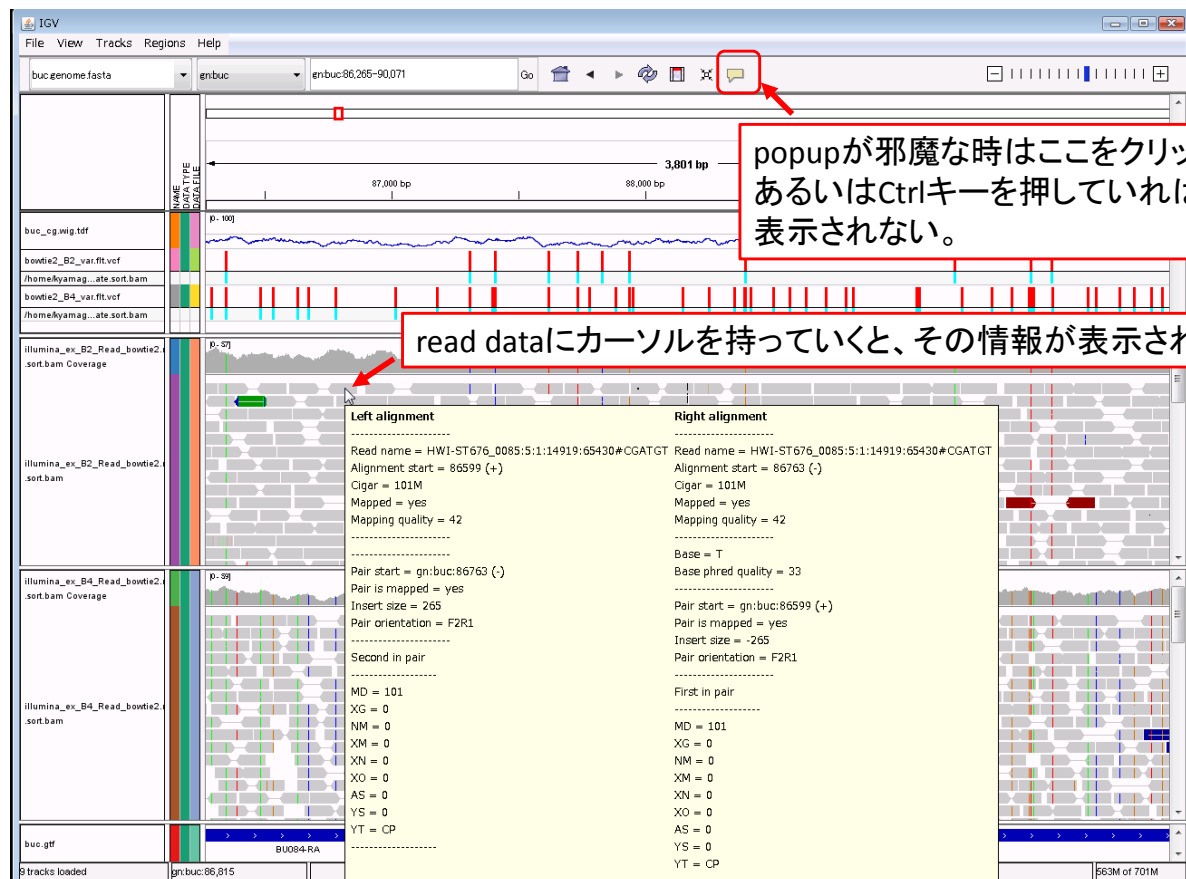 IGV
File View Tracks Regions Help
buc.genome.fasta
gn:buc
gn:buc:86,265-90,071
Go
NAME
DATA TYPE
DATA FILE
3,801 bp
87,000 bp
88,000 bp
popupが邪魔な時はここをクリッ
あるいはCtrlキーを押していれば
表示されない。
buc_cg.wig.tdf
[0 - 100]
bowtie2_B2_var.flt.vcf
/home/kyamag...ate.sort.bam
bowtie2_B4_var.flt.vcf
/home/kyamag...ate.sort.bam
read dataにカーソルを持っていくと、その情報が表示され
illumina_ex_B2_Read_bowtie2.
.sort.bam Coverage
[0 - 57]
illumina_ex_B2_Read_bowtie2.
.sort.bam
Left alignment
----------------------
Read name = HWI-ST676_0085:5:1:14919:65430#CGATGT
Alignment start = 86599 (+)
Cigar = 101M
Mapped = yes
Mapping quality = 42
----------------------
----------------------
Pair start = gn:buc:86763 (-)
Pair is mapped = yes
Insert size = 265
Pair orientation = F2R1
----------------------
Second in pair
-------------------
MD = 101
XG = 0
NM = 0
XM = 0
XN = 0
XO = 0
AS = 0
YS = 0
YT = CP
-------------------
Right alignment
----------------------
Read name = HWI-ST676_0085:5:1:14919:65430#CGATGT
Alignment start = 86763 (-)
Cigar = 101M
Mapped = yes
Mapping quality = 42
----------------------
Base = T
Base phred quality = 33
----------------------
Pair start = gn:buc:86599 (+)
Pair is mapped = yes
Insert size = -265
Pair orientation = F2R1
----------------------
First in pair
-------------------
MD = 101
XG = 0
NM = 0
XM = 0
XN = 0
XO = 0
AS = 0
YS = 0
YT = CP
illumina_ex_B4_Read_bowtie2.
.sort.bam Coverage
[0 - 59]
illumina_ex_B4_Read_bowtie2.
.sort.bam
buc.gtf
BU084-RA
9 tracks loaded
gn:buc:86,815
563M of 701M